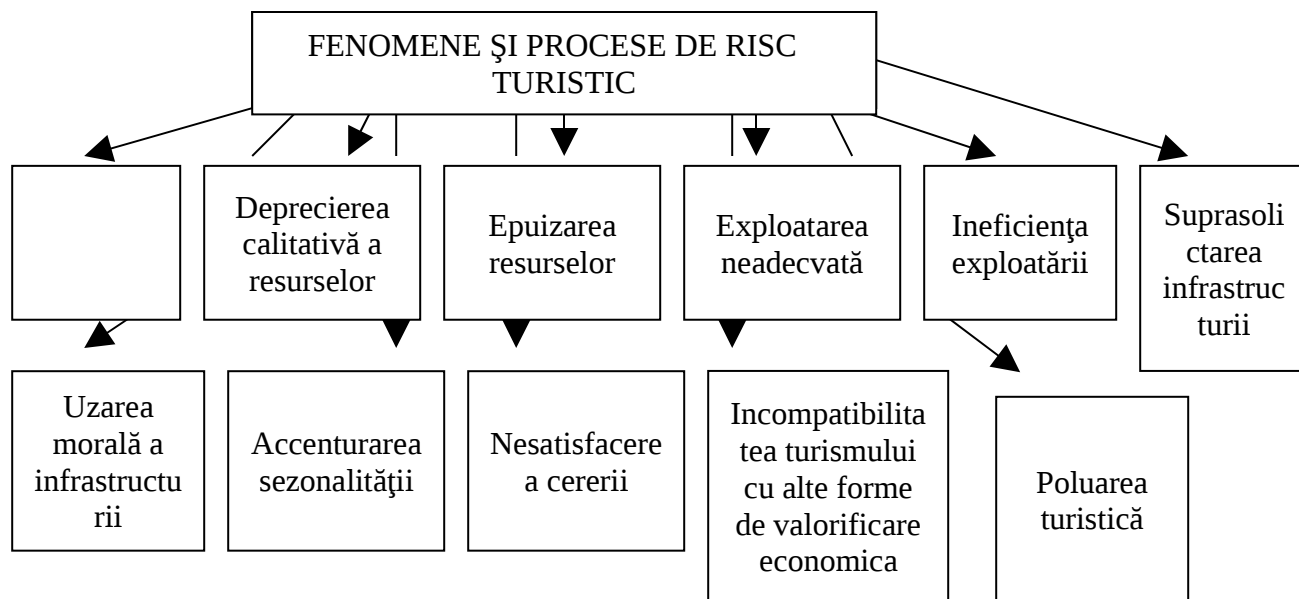 FENOMENE ŞI PROCESE DE RISC
TURISTIC
Deprecierea
calitativă a
resurselor
Epuizarea
resurselor
Exploatarea
neadecvată
Ineficienţa
exploatării
Suprasoli
ctarea
infrastruc
turii
Uzarea
morală a
infrastructu
rii
Accenturarea
sezonalităţii
Nesatisfacere
a cererii
Incompatibilita
tea turismului
cu alte forme
de valorificare
economica
Poluarea
turistică